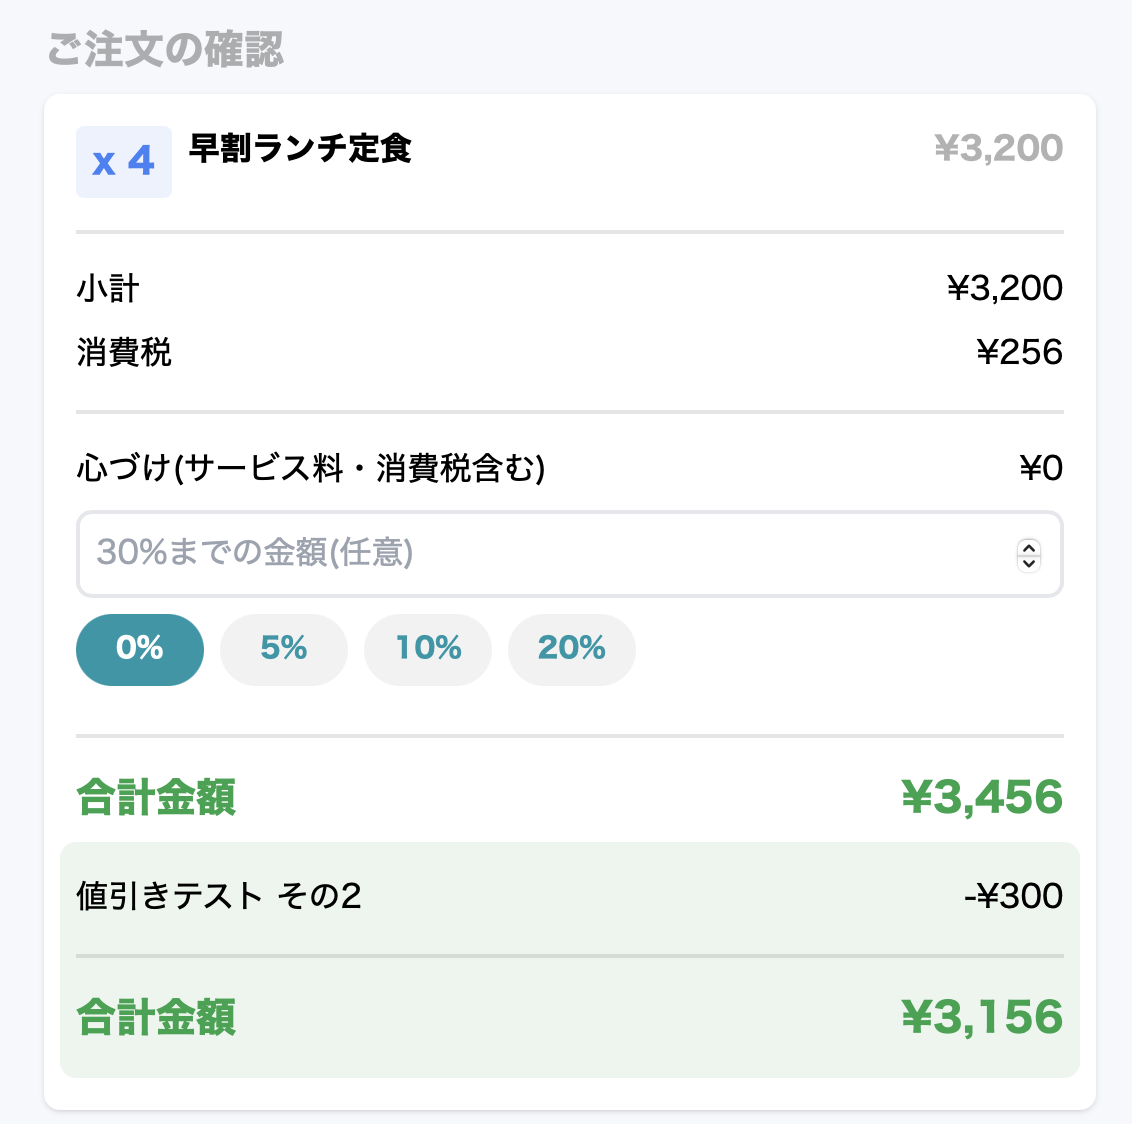 ご注文の確認
x 4 早割ランチ定食 ¥3,200
小計 ¥3,200
消費税 ¥256
心づけ(サービス料・消費税含む) ¥0
30%までの金額(任意)
0% 5% 10% 20%
合計金額 ¥3,456
値引きテスト その2 -¥300
合計金額 ¥3,156